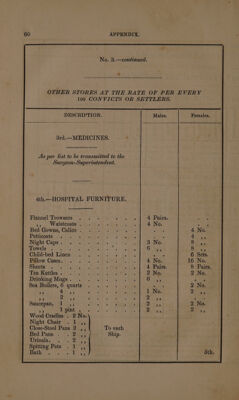 60 APPENDIX.
No. 3.—continued.
OTHER STORES AT THE RATE OF PER EVERY
100 CONVICTS OR SETTLERS.
DESCRIPTION. Males. Females.
3rd.—MEDICINES.
As per list to be transmitted to the
Surgeon-Superintendent.
4th.—HOSPITAL FURNITURE.
Flannel Trowsers . . . . . . 4 Pairs. . .
,, Waistcoats . . . . . . 4 No. . .
Bed Gowns, Calico . . . . . . . . 4 No.
Petticoats . . . . . . . . 4 ,,
Night Caps . . . . . . 3 No. 8 ,,
Towels . . . . . . 6 ,, 8 ,,
Child-bed Linen . . . . . . . . 6 Sets.
Pillow Cases . . . . . . 4 No. 16 No.
Sheets . . . . . . 4 Pairs. 8 Pairs.
Tea Kettles . . . . . . 2 No. 2 No.
Drinking Mugs . . . . . . 6 ,,
Sea Boilers, 6 quarts . . . . . . 2 No.
,, 4 ,, . . . . . . 1 No. 2 ,,
,, 2 ,, . . . . . . 2 ,,
Saucepan, 1 ,, . . . . . . 2 ,, 2 No.
,, 1 pint . . . . . . 2 ,, 2 ,,
Wood Cradles . 2 No.
Night Chair . 1 ,,
Close-Stool Pans 2 ,, To each
Bed Pans . 2 ,, Ship.
Urinals . . 2 ,,
Spitting Pots . 1 ,,
Bath . . . 1 ,, 5th.